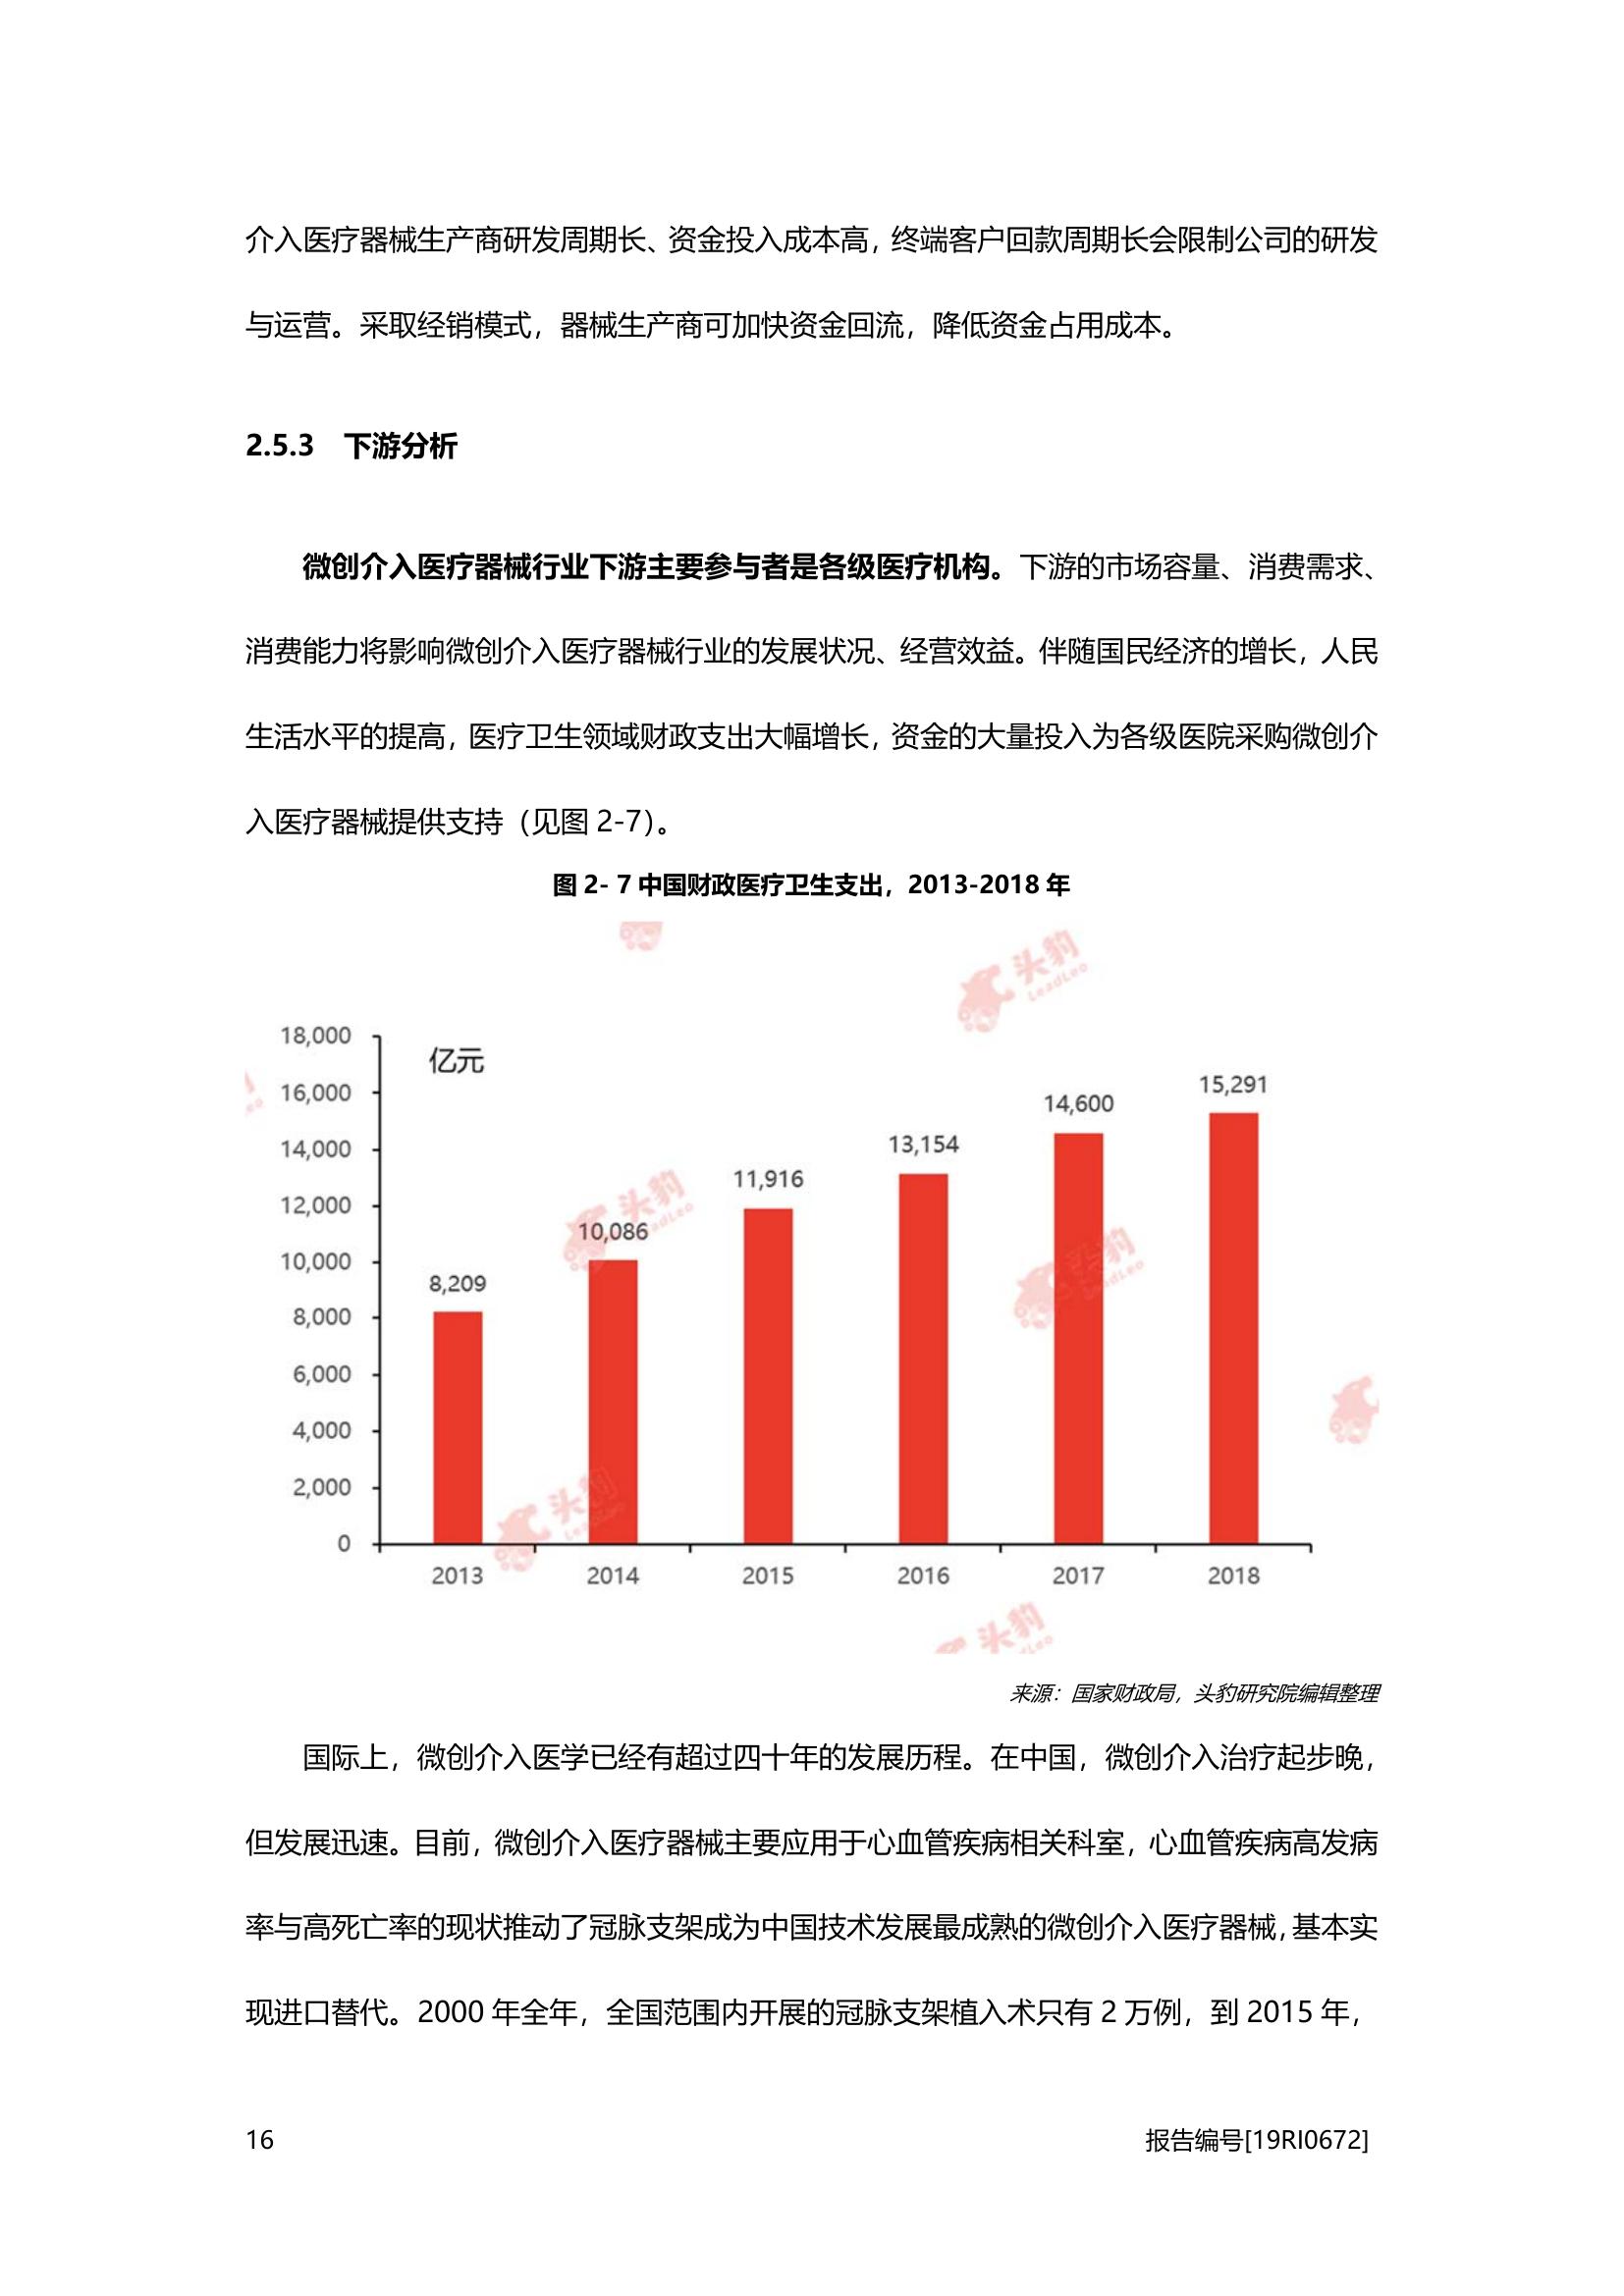 介入医疗器械生产商研发周期长、资金投入成本高，终端客户回款周期长会限制公司的研发
与运营。采取经销模式，器械生产商可加快资金回流，降低资金占用成本。
2.5.3 下游分析
微创介入医疗器械行业下游主要参与者是各级医疗机构。下游的市场容量、消费需求、
消费能力将影响微创介入医疗器械行业的发展状况、经营效益。伴随国民经济的增长，人民
生活水平的提高，医疗卫生领域财政支出大幅增长，资金的大量投入为各级医院采购微创介
入医疗器械提供支持（见图 2-7）。
图 2- 7 中国财政医疗卫生支出，2013-2018 年
头豹
LeadLeo
18,000
亿元
16,000
14,000
12,000
10,000
8,000
6,000
4,000
2,000
0
8,209
10,086
11,916
13,154
14,600
15,291
头豹
头豹
头豹
2013
2014
2015
2016
2017
2018
头豹
来源：国家财政局，头豹研究院编辑整理
国际上，微创介入医学已经有超过四十年的发展历程。在中国，微创介入治疗起步晚，
但发展迅速。目前，微创介入医疗器械主要应用于心血管疾病相关科室，心血管疾病高发病
率与高死亡率的现状推动了冠脉支架成为中国技术发展最成熟的微创介入医疗器械，基本实
现进口替代。2000 年全年，全国范围内开展的冠脉支架植入术只有 2 万例，到 2015 年，
16
报告编号[19RI0672]